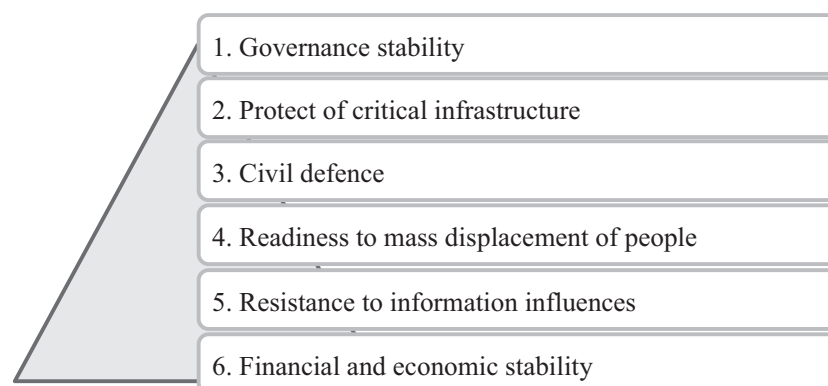 1. Governance stability
2. Protect of critical infrastructure
3. Civil defence
4. Readiness to mass displacement of people
5. Resistance to information influences
6. Financial and economic stability